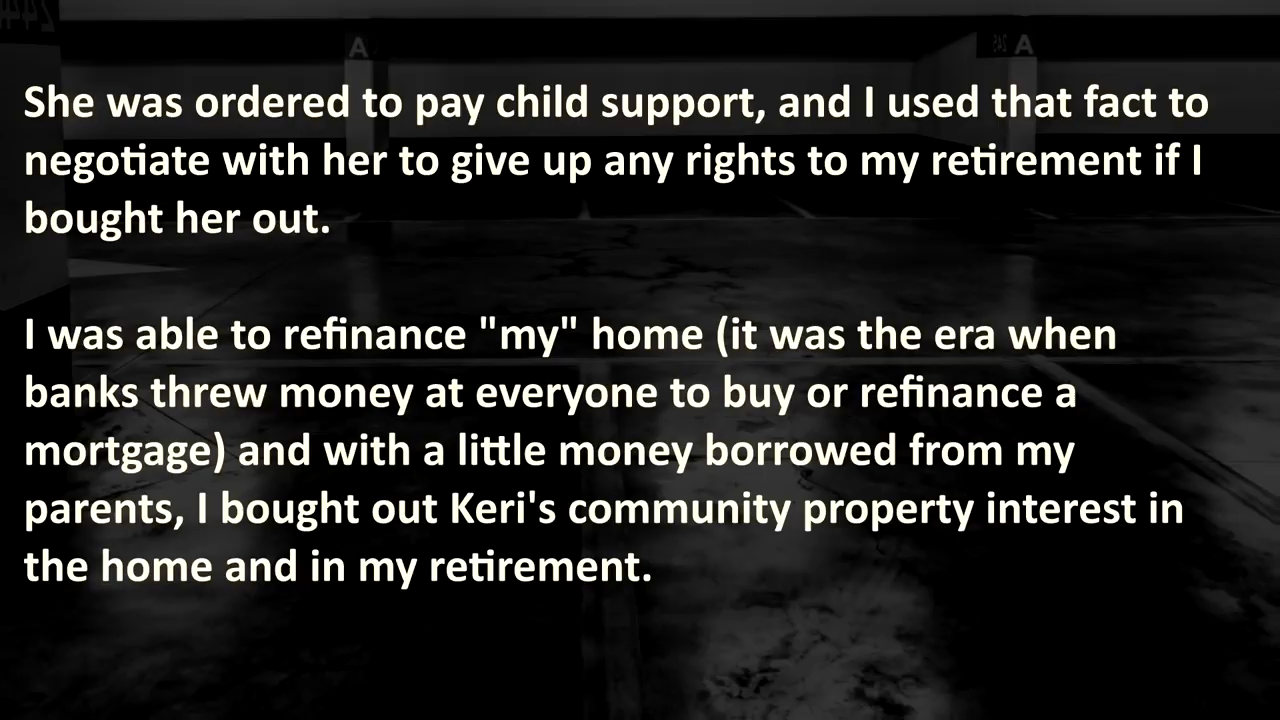 A
A
She was ordered to pay child support, and I used that fact to
negotiate with her to give up any rights to my retirement if I
bought her out.
I was able to refinance "my" home (it was the era when
banks threw money at everyone to buy or refinance a
mortgage) and with a little money borrowed from my
parents, I bought out Keri's community property interest in
the home and in my retirement.